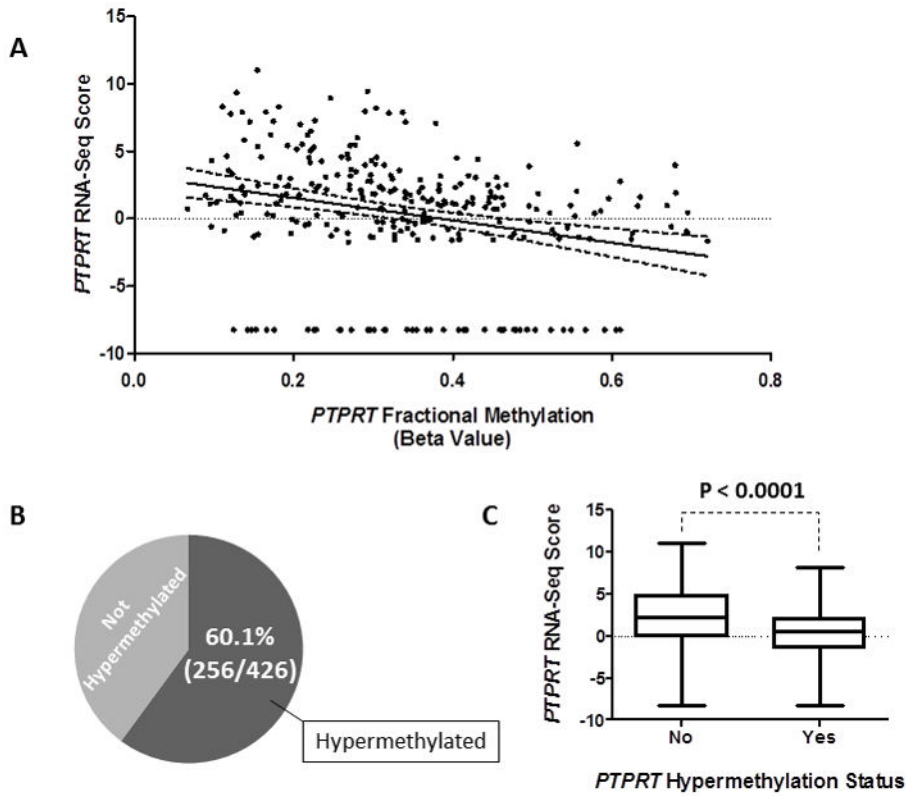 A
PTPRT RNA-Seq Score
15
10
5
0
-5
-10
0.0 0.2 0.4 0.6 0.8
PTPRT Fractional Methylation
(Beta Value)
B
Not
Hypermethylated
60.1%
(256/426)
Hypermethylated
C
P < 0.0001
PTPRT RNA-Seq Score
15
10
5
0
-5
-10
No Yes
PTPRT Hypermethylation Status